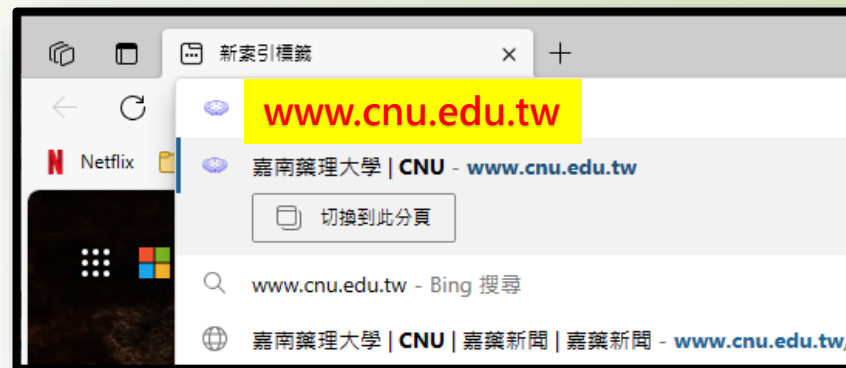 新索引標籤
www.cnu.edu.tw
N Netflix
嘉南藥理大學 | CNU - www.cnu.edu.tw
切換到此分頁
www.cnu.edu.tw - Bing 搜尋
嘉南藥理大學 | CNU | 嘉藥新聞 | 嘉藥新聞 - www.cnu.edu.tw/